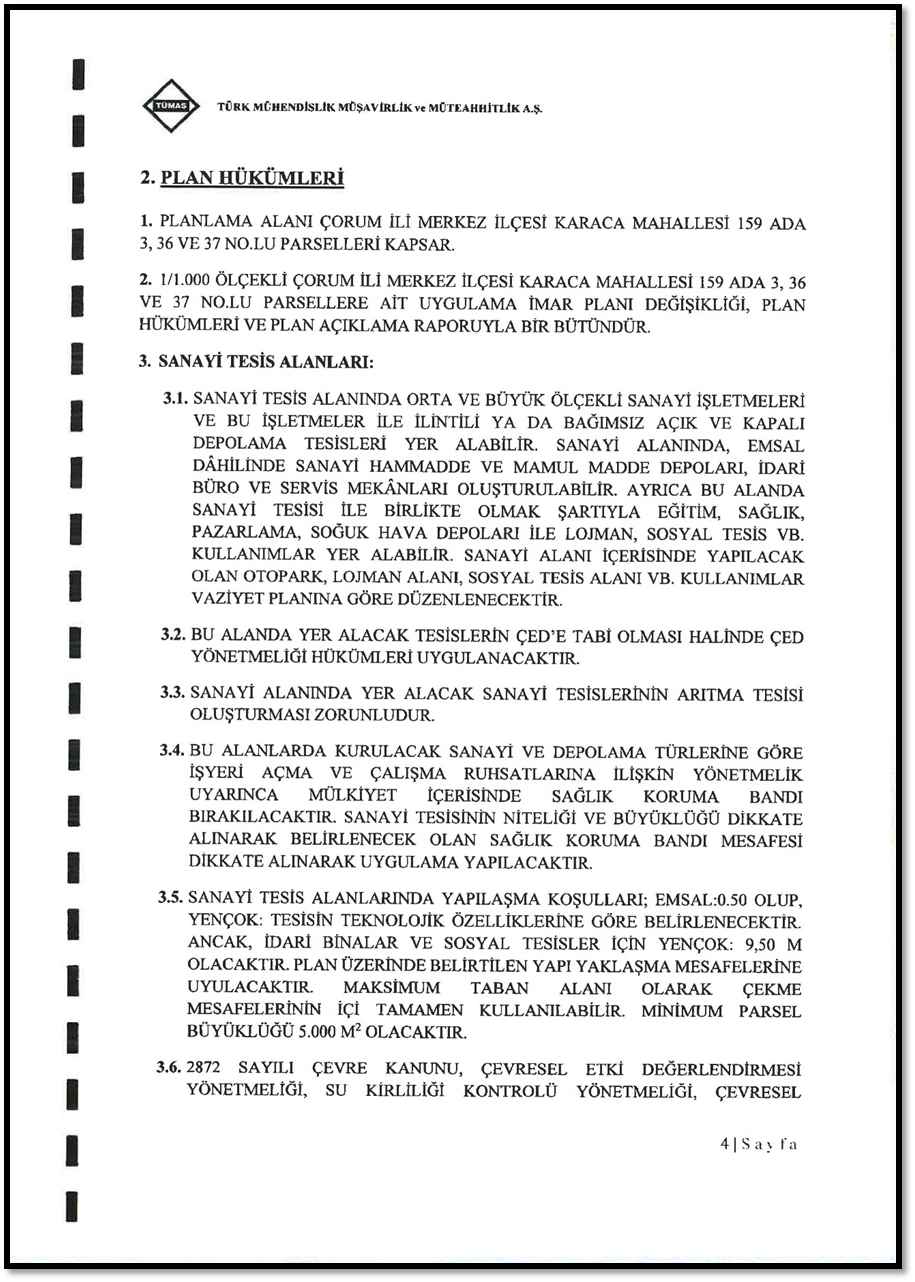 TÜMAS
TÜRK MÜHENDİSLİK MÜŞAVİRLİK ve MÜTEAHHİTLİK A.Ş.
2. PLAN HÜKÜMLERİ
1. PLANLAMA ALANI ÇORUM İLİ MERKEZ İLÇESİ KARACA MAHALLESİ 159 ADA
3, 36 VE 37 NO.LU PARSELLERİ KAPSAR.
2. 1/1.000 ÖLÇEKLİ ÇORUM İLİ MERKEZ İLÇESİ KARACA MAHALLESİ 159 ADA 3, 36
VE 37 NO.LU PARSELLERE AİT UYGULAMA İMAR PLANI DEĞİŞİKLİĞİ, PLAN
HÜKÜMLERİ VE PLAN AÇIKLAMA RAPORUYLA BİR BÜTÜNDÜR.
3. SANAYİ TESİS ALANLARI:
3.1. SANAYİ TESİS ALANINDA ORTA VE BÜYÜK ÖLÇEKLİ SANAYİ İŞLETMELERİ
VE BU İŞLETMELER İLE İLİNTİLİ YA DA BAĞIMSIZ AÇIK VE KAPALI
DEPOLAMA TESİSLERİ YER ALABİLİR. SANAYİ ALANINDA, EMSAL
DÂHİLİNDE SANAYİ HAMMADDE VE MAMUL MADDE DEPOLARI, İDARİ
BÜRO VE SERVİS MEKÂNLARI OLUŞTURULABİLİR. AYRICA BU ALANDA
SANAYİ TESİSİ İLE BİRLİKTE OLMAK ŞARTIYLA EĞİTİM, SAĞLIK,
PAZARLAMA, SOĞUK HAVA DEPOLARI İLE LOJMAN, SOSYAL TESİS VB.
KULLANIMLAR YER ALABİLİR. SANAYİ ALANI İÇERİSİNDE YAPILACAK
OLAN OTOPARK, LOJMAN ALANI, SOSYAL TESİS ALANI VB. KULLANIMLAR
VAZİYET PLANINA GÖRE DÜZENLENECEKTİR.
3.2. BU ALANDA YER ALACAK TESİSLERİN ÇED'E TABİ OLMASI HALİNDE ÇED
YÖNETMELİĞİ HÜKÜMLERİ UYGULANACAKTIR.
3.3. SANAYİ ALANINDA YER ALACAK SANAYİ TESİSLERİNİN ARITMA TESİSİ
OLUŞTURMASI ZORUNLUDUR.
3.4. BU ALANLARDA KURULACAK SANAYİ VE DEPOLAMA TÜRLERİNE GÖRE
İŞYERİ AÇMA VE ÇALIŞMA RUHSATLARINA İLİŞKİN YÖNETMELİK
UYARINCA MÜLKİYET İÇERİSİNDE SAĞLIK KORUMA BANDI
BIRAKILACAKTIR. SANAYİ TESİSİNİN NİTELİĞİ VE BÜYÜKLÜĞÜ DİKKATE
ALINARAK BELİRLENECEK OLAN SAĞLIK KORUMA BANDI MESAFESİ
DİKKATE ALINARAK UYGULAMA YAPILACAKTIR.
3.5. SANAYİ TESİS ALANLARINDA YAPILAŞMA KOŞULLARI; EMSAL:0.50 OLUP,
YENÇOK: TESİSİN TEKNOLOJİK ÖZELLİKLERİNE GÖRE BELİRLENECEKTİR.
ANCAK, İDARİ BİNALAR VE SOSYAL TESİSLER İÇİN YENÇOK: 9,50 M
OLACAKTIR. PLAN ÜZERİNDE BELİRTİLEN YAPI YAKLAŞMA MESAFELERİNE
UYULACAKTIR. MAKSİMUM TABAN ALANI OLARAK ÇEKME
MESAFELERİNİN İÇİ TAMAMEN KULLANILABİLİR. MİNİMUM PARSEL
BÜYÜKLÜĞÜ 5.000 M² OLACAKTIR.
3.6. 2872 SAYILI ÇEVRE KANUNU, ÇEVRESEL ETKİ DEĞERLENDİRMESİ
YÖNETMELİĞİ, SU KİRLİLİĞİ KONTROLÜ YÖNETMELİĞİ, ÇEVRESEL
4|Sayfa